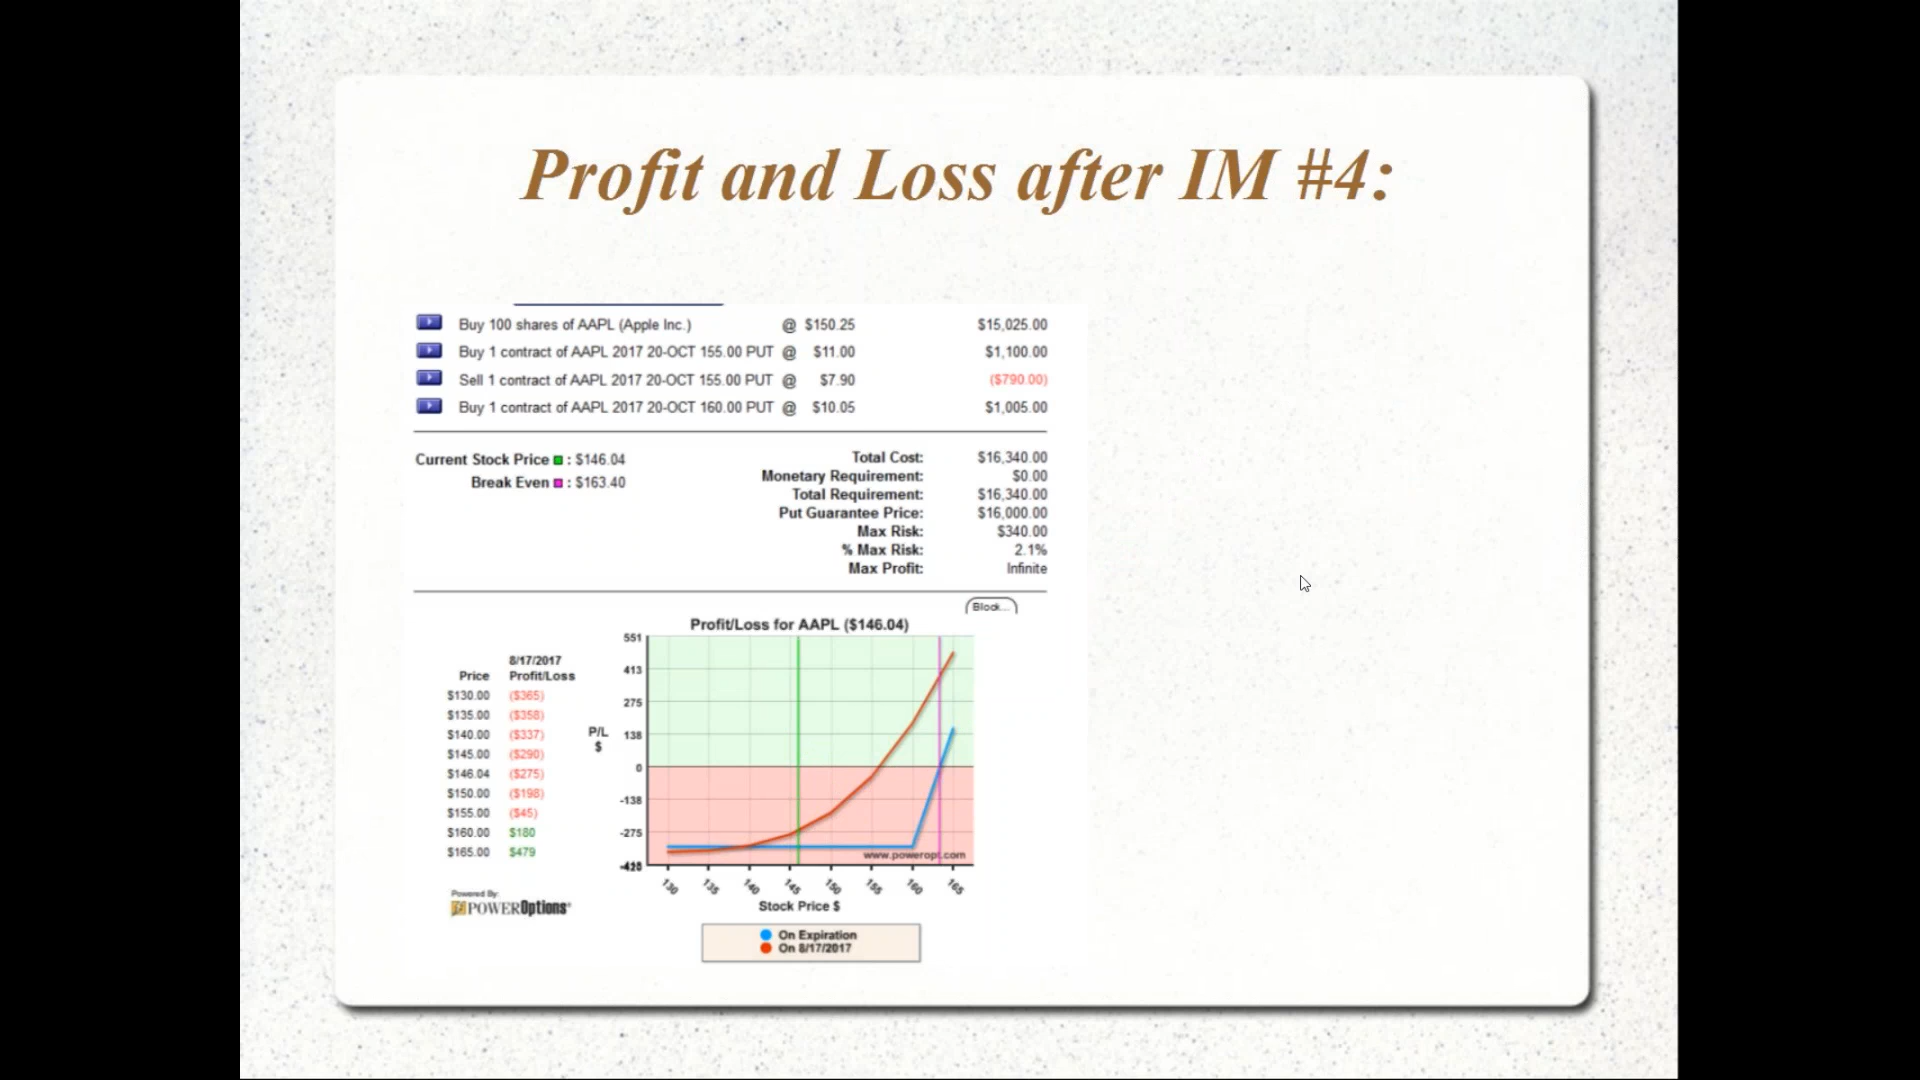 Profit and Loss after IM #4:
Buy 100 shares of AAPL (Apple Inc.) @ $150.25 $15,025.00
Buy 1 contract of AAPL 2017 20-OCT 155.00 PUT @ $11.00 $1,100.00
Sell 1 contract of AAPL 2017 20-OCT 155.00 PUT @ $7.90 ($790.00)
Buy 1 contract of AAPL 2017 20-OCT 160.00 PUT @ $10.05 $1,005.00
Current Stock Price : $146.04
Break Even : $163.40
Total Cost: $16,340.00
Monetary Requirement: $0.00
Total Requirement: $16,340.00
Put Guarantee Price: $16,000.00
Max Risk: $340.00
% Max Risk: 2.1%
Max Profit: Infinite
Block...
8/17/2017
Price Profit/Loss
$130.00 ($365)
$135.00 ($358)
$140.00 ($337)
$145.00 ($290)
$146.04 ($275)
$150.00 ($198)
$155.00 ($45)
$160.00 $180
$165.00 $479
Powered By:
POWEROptions
Profit/Loss for AAPL ($146.04)
551
413
275
138
0
-138
-275
P/L
$
www.poweropt.com
130 135 140 145 150 155 160 165
Stock Price $
On Expiration
On 8/17/2017